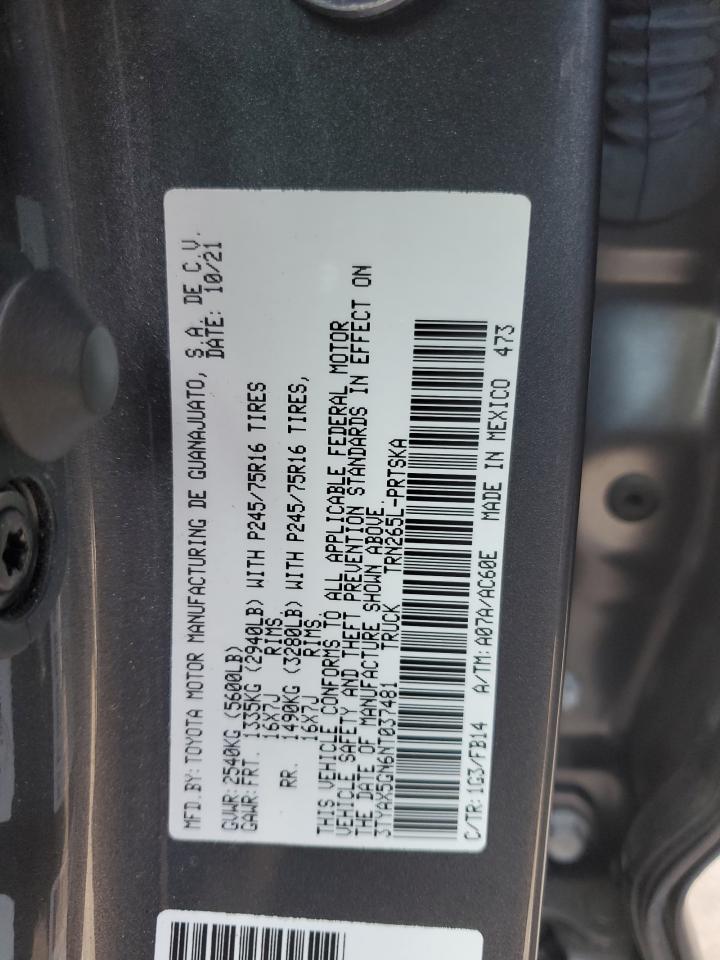 MFD.BY:TOYOTA MOTOR MANUFACTURING DE GUANAJUATO, S.A. DE C.V.
DATE: 10/21
GVWR:2540KG (5600LB)
GAWR:FRT. 1335KG (2940LB) WITH P245/75R16 TIRES
16X7J RIMS,
RR. 1490KG (3280LB) WITH P245/75R16 TIRES,
16X7J RIMS.
THIS VEHICLE CONFORMS TO ALL APPLICABLE FEDERAL MOTOR
VEHICLE SAFETY AND THEFT PREVENTION STANDARDS IN EFFECT ON
THE DATE OF MANUFACTURE SHOWN ABOVE.
3TYAX5GN6NT037481 TRUCK TRN265L-PRTSKA
C/TR:1G3/FB14 A/TM:A07A/AC60E MADE IN MEXICO 473